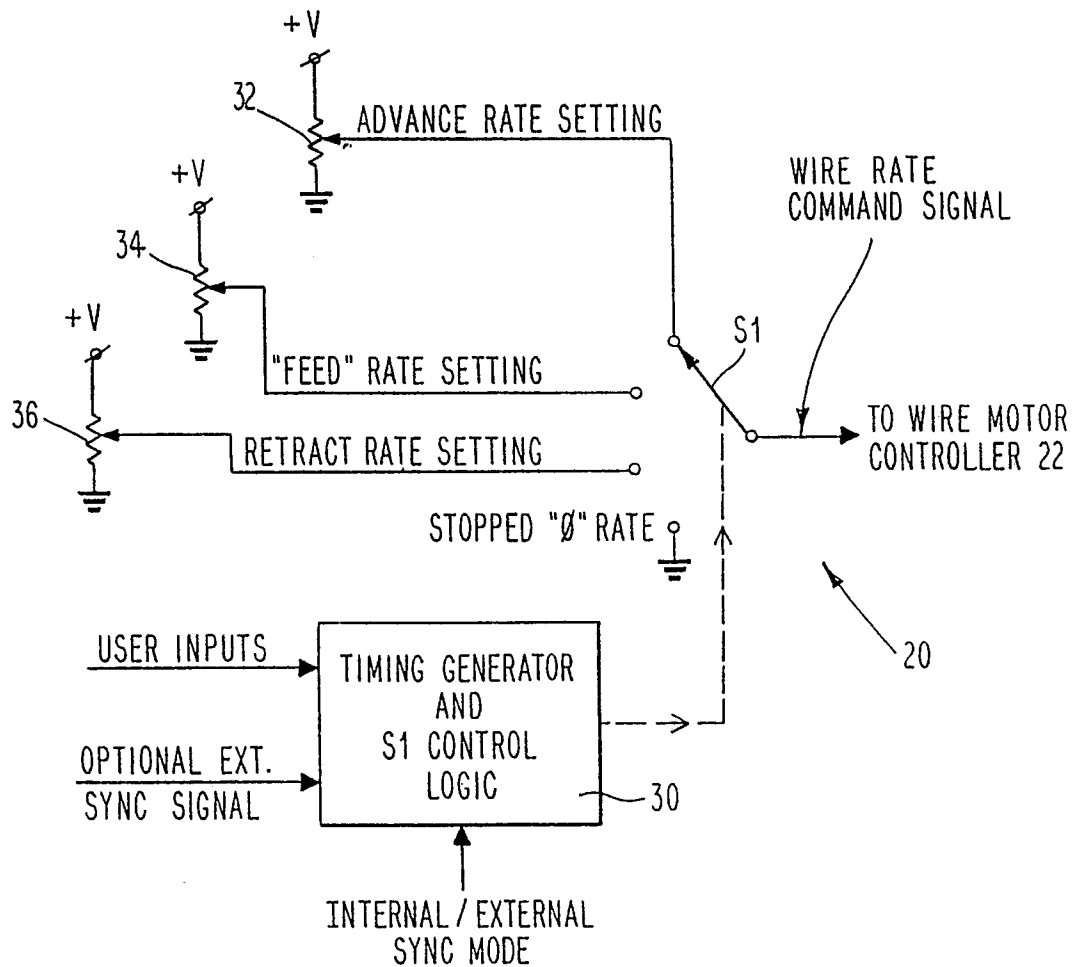 +V
32
ADVANCE RATE SETTING
+V
WIRE RATE
COMMAND SIGNAL
34
+V
S1
"FEED" RATE SETTING
36
TO WIRE MOTOR
CONTROLLER 22
RETRACT RATE SETTING
STOPPED "Ø" RATE
20
USER INPUTS
TIMING GENERATOR
AND
S1 CONTROL
LOGIC
OPTIONAL EXT.
SYNC SIGNAL
30
INTERNAL / EXTERNAL
SYNC MODE